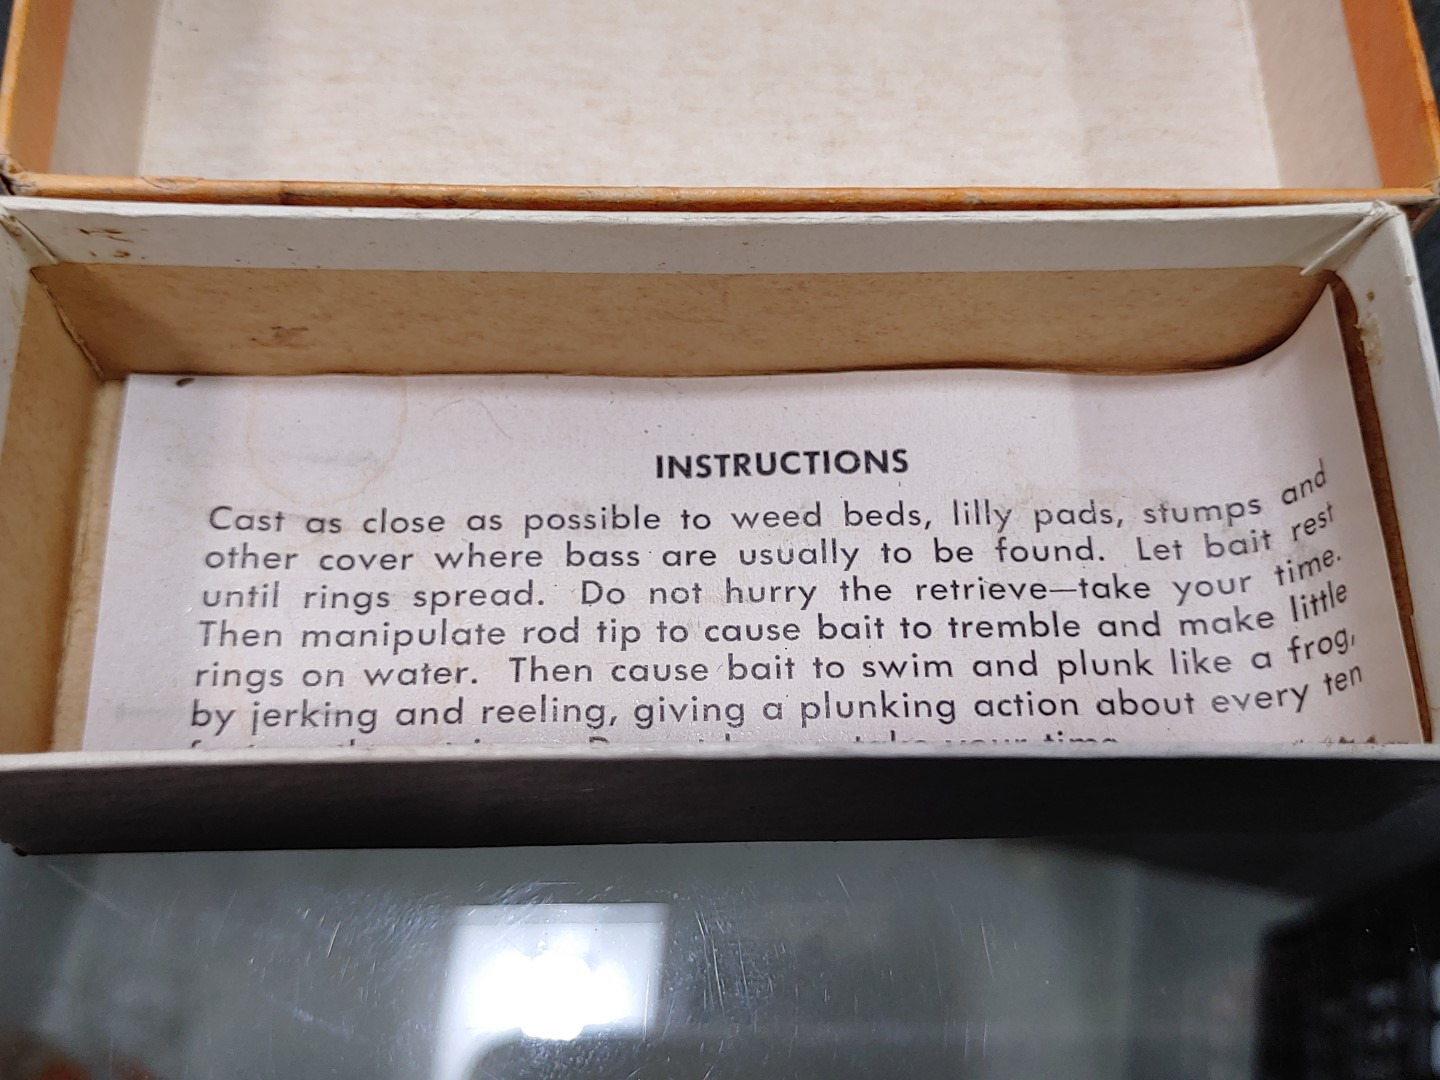 INSTRUCTIONS
Cast as close as possible to weed beds, lilly pads, stumps and
other cover where bass are usually to be found. Let bait rest
until rings spread. Do not hurry the retrieve—take your time.
Then manipulate rod tip to cause bait to tremble and make little
rings on water. Then cause bait to swim and plunk like a frog,
by jerking and reeling, giving a plunking action about every ten
take your time